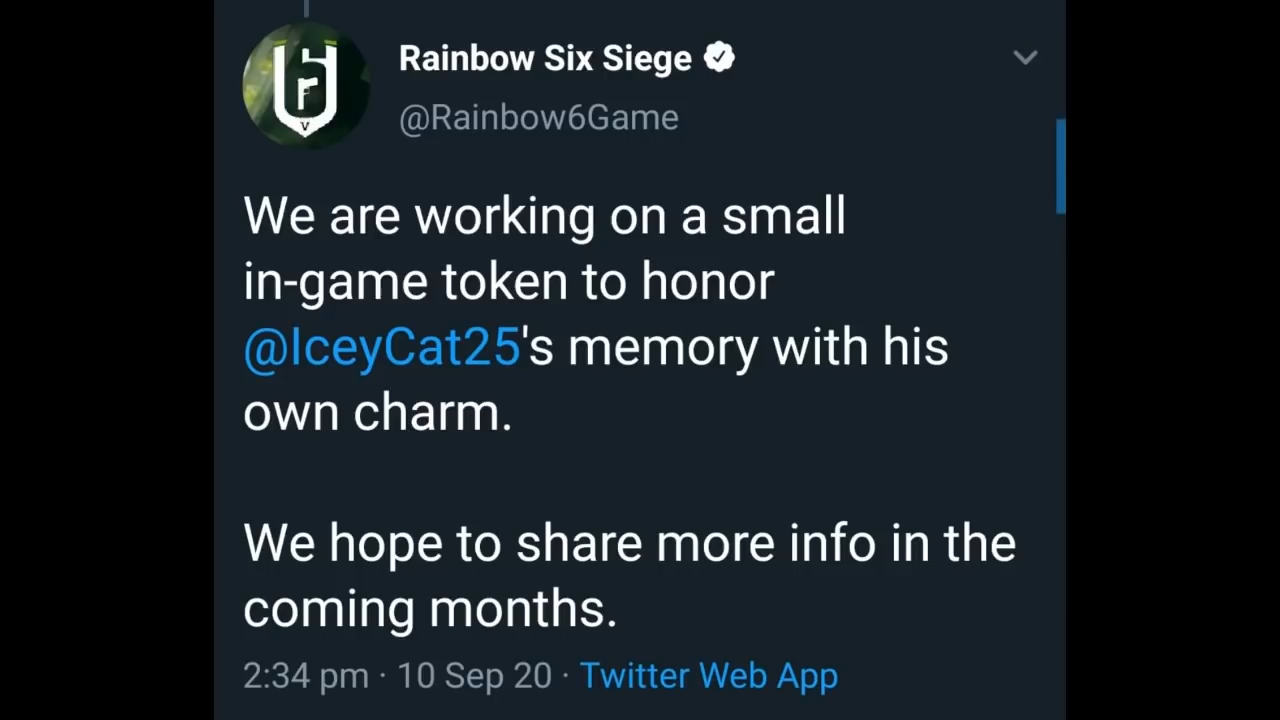 Rainbow Six Siege
@Rainbow6Game
We are working on a small
in-game token to honor
@IceyCat25's memory with his
own charm.
We hope to share more info in the
coming months.
2:34 pm · 10 Sep 20 · Twitter Web App